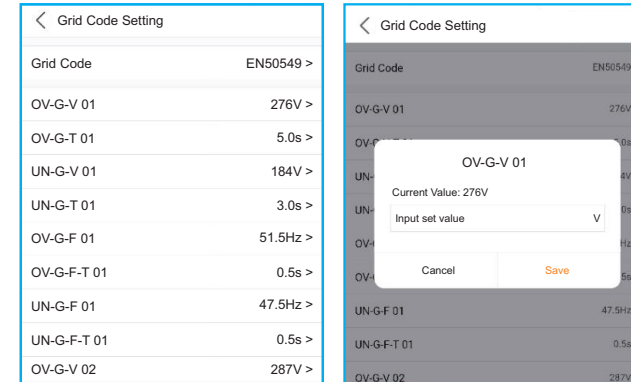 Grid Code Setting
Grid Code EN50549 >
OV-G-V 01 276V >
OV-G-T 01 5.0s >
UN-G-V 01 184V >
UN-G-T 01 3.0s >
OV-G-F 01 51.5Hz >
OV-G-F-T 01 0.5s >
UN-G-F 01 47.5Hz >
UN-G-F-T 01 0.5s >
OV-G-V 02 287V >
Grid Code Setting
Grid Code EN50549
OV-G-V 01 276V
OV-G-V 01
Current Value: 276V
Input set value V
Cancel Save
UN-G-F 01 47.5Hz
UN-G-F-T 01 0.5s
OV-G-V 02 287V